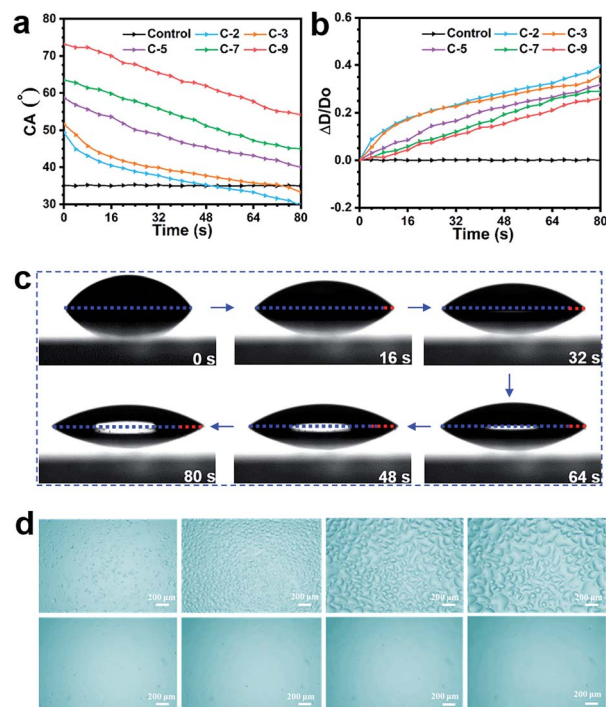 a
Control C-2 C-3
C-5 C-7 C-9
80
70
60
50
40
30
CA (°)
0 16 32 48 64 80
Time (s)
b
Control C-2 C-3
C-5 C-7 C-9
0.6
0.4
0.2
0.0
-0.2
ΔD/Do
0 16 32 48 64 80
Time (s)
c
0 s
16 s
32 s
80 s
48 s
64 s
d
200 μm
200 μm
200 μm
200 μm
200 μm
200 μm
200 μm
200 μm